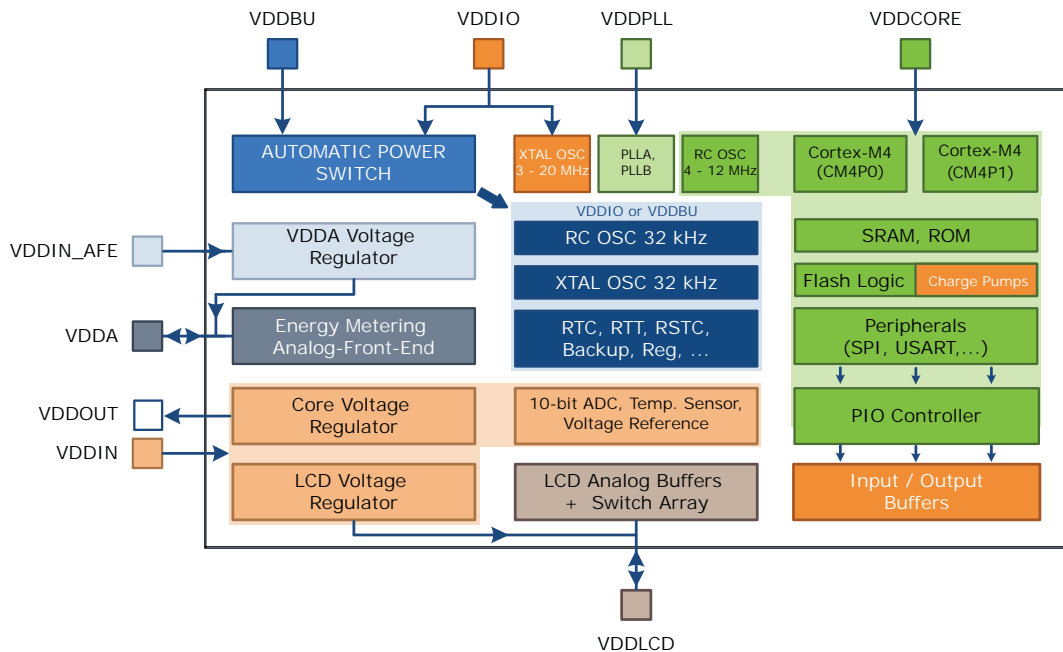 VDDBU
VDDIO
VDDPLL
VDDCORE
AUTOMATIC POWER
SWITCH
XTAL OSC
3 - 20 MHz
PLLA,
PLLB
RC OSC
4 - 12 MHz
Cortex-M4
(CM4P0)
Cortex-M4
(CM4P1)
VDDIO or VDDBU
VDDIN_AFE
VDDA Voltage
Regulator
RC OSC 32 kHz
SRAM, ROM
XTAL OSC 32 kHz
Flash Logic
Charge Pumps
VDDA
Energy Metering
Analog-Front-End
RTC, RTT, RSTC,
Backup, Reg, ...
Peripherals
(SPI, USART,...)
VDDOUT
Core Voltage
Regulator
10-bit ADC, Temp. Sensor,
Voltage Reference
PIO Controller
VDDIN
LCD Voltage
Regulator
LCD Analog Buffers
+ Switch Array
Input / Output
Buffers
VDDLCD